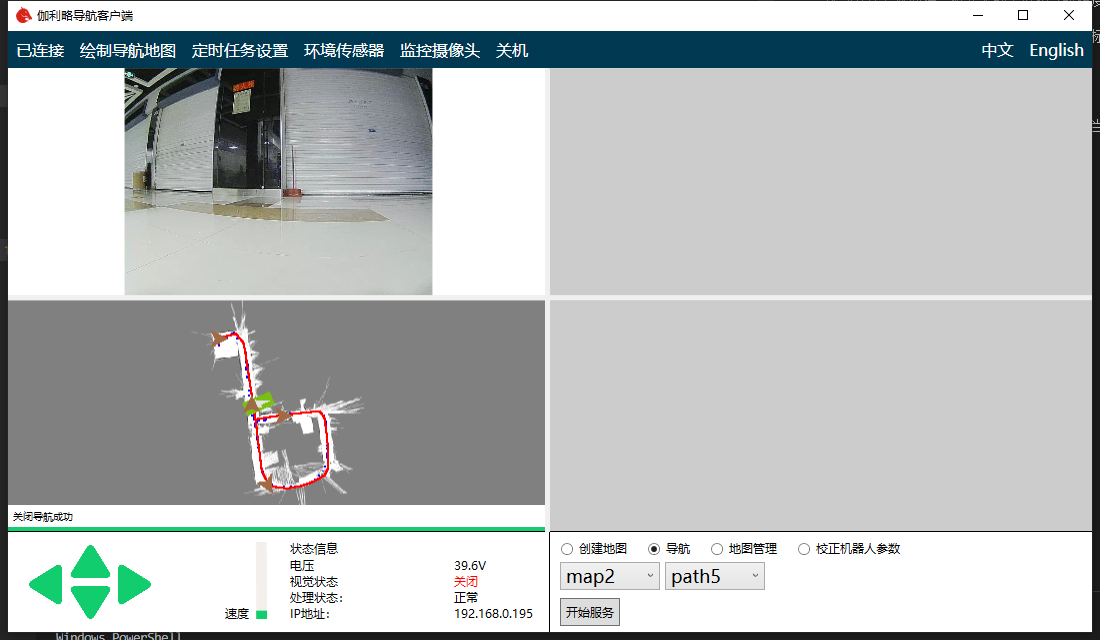 伽利略导航客户端
已连接 绘制导航地图 定时任务设置 环境传感器 监控摄像头 关机 中文 English
关闭导航成功
状态信息
电压 39.6V
视觉状态 关闭
处理状态: 正常
速度 IP地址: 192.168.0.195
创建地图 导航 地图管理 校正机器人参数
map2 path5
开始服务
Windows PowerShell